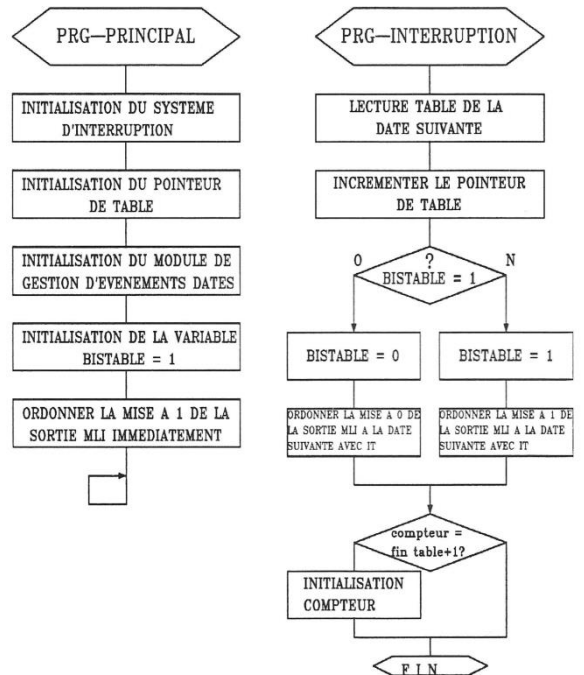 PRG—PRINCIPAL
INITIALISATION DU SYSTEME
D'INTERRUPTION
INITIALISATION DU POINTEUR
DE TABLE
INITIALISATION DU MODULE DE
GESTION D'EVENEMENTS DATES
INITIALISATION DE LA VARIABLE
BISTABLE = 1
ORDONNER LA MISE A 1 DE LA
SORTIE MLI IMMEDIATEMENT
PRG—INTERRUPTION
LECTURE TABLE DE LA
DATE SUIVANTE
INCREMENTER LE POINTEUR
DE TABLE
O
?
N
BISTABLE = 1
BISTABLE = 0
BISTABLE = 1
ORDONNER LA MISE A 0 DE
LA SORTIE MLI A LA DATE
SUIVANTE AVEC IT
ORDONNER LA MISE A 1 DE
LA SORTIE MLI A LA DATE
SUIVANTE AVEC IT
compteur =
fin table+1?
INITIALISATION
COMPTEUR
F I N